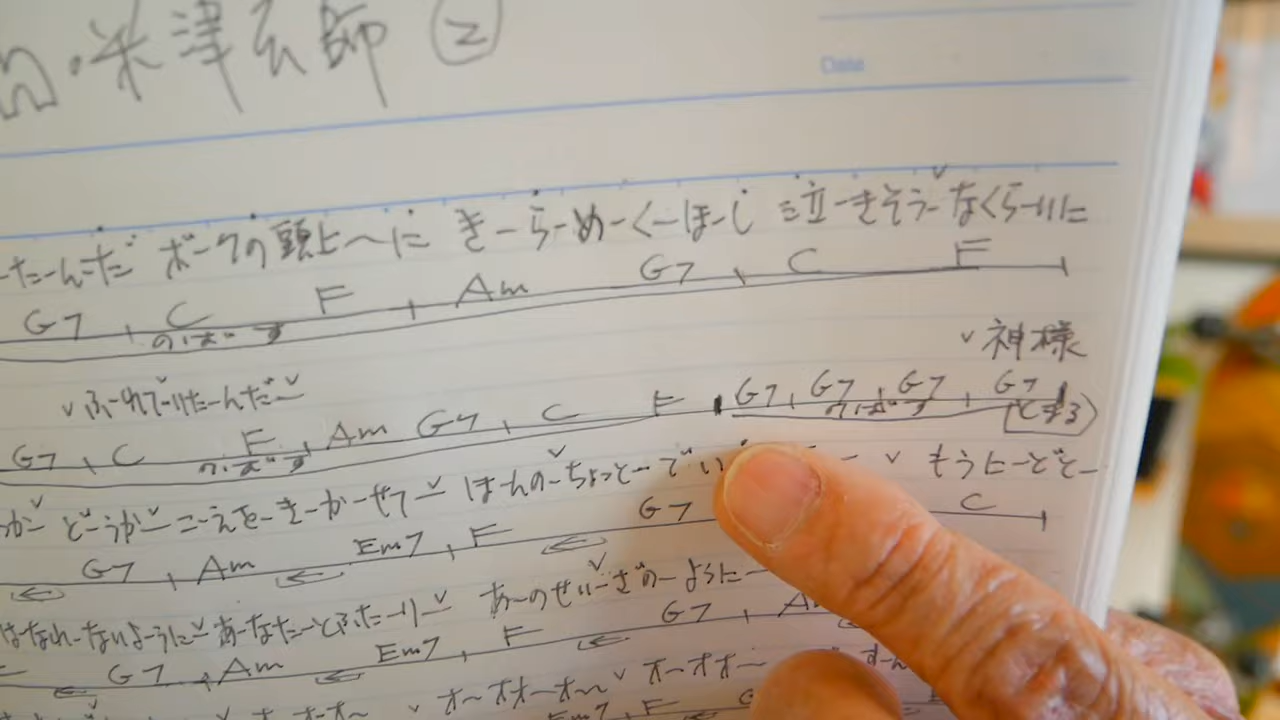 ・米津玄師 ②
Date
ーたーんだ ボークの頭上〜に きーらーめーくーほーし 泣ーきそうーなくらーいに
G7 C F Am G7 C F
のばす
ふーれてーいたーんだー 神様
G7 C F Am G7 C F G7 G7 G7 G7
のばす のばす
どーうかー こーえをーきーかーせてー ほーんのーちょっとーでい ー もうにーどとー
G7 Am Em7 F G7 C
はなれーないようにー あーなたーとふたーりー あーのせいーざのーように ー
G7 Am Em7 F G7 A
オ〜オオーオ〜 オ〜オオ〜